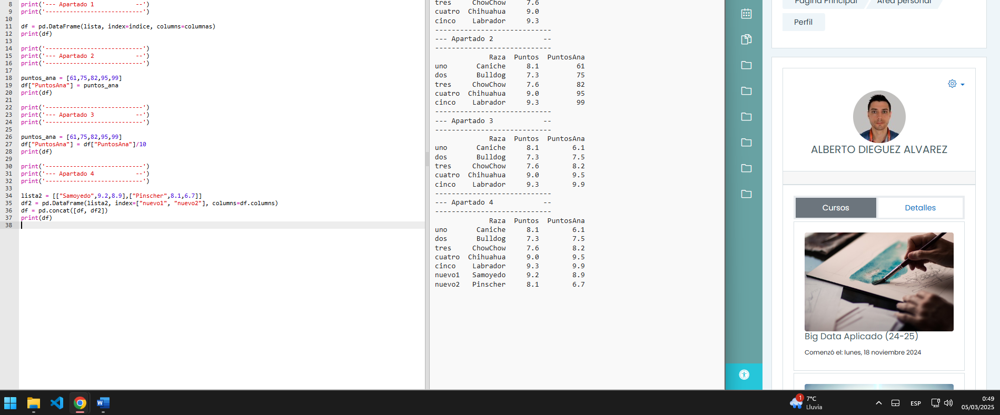 8 print('--- Apartado 1            --')
9 print('----------------------------')
10
11 df = pd.DataFrame(lista, index=indice, columns=columnas)
12 print(df)
13
14 print('----------------------------')
15 print('--- Apartado 2            --')
16 print('----------------------------')
17
18 puntos_ana = [61,75,82,95,99]
19 df["PuntosAna"] = puntos_ana
20 print(df)
21
22 print('----------------------------')
23 print('--- Apartado 3            --')
24 print('----------------------------')
25
26 puntos_ana = [61,75,82,95,99]
27 df["PuntosAna"] = df["PuntosAna"]/10
28 print(df)
29
30 print('----------------------------')
31 print('--- Apartado 4            --')
32 print('----------------------------')
33
34 lista2 = [["Samoyedo",9.2,8.9],["Pinscher",8.1,6.7]]
35 df2 = pd.DataFrame(lista2, index=["nuevo1", "nuevo2"], columns=df.columns)
36 df = pd.concat([df, df2])
37 print(df)
38
tres     ChowChow     7.6
cuatro  Chihuahua     9.0
cinco    Labrador     9.3
----------------------------
--- Apartado 2            --
----------------------------
             Raza  Puntos  PuntosAna
uno       Caniche     8.1         61
dos       Bulldog     7.3         75
tres     ChowChow     7.6         82
cuatro  Chihuahua     9.0         95
cinco    Labrador     9.3         99
----------------------------
--- Apartado 3            --
----------------------------
             Raza  Puntos  PuntosAna
uno       Caniche     8.1        6.1
dos       Bulldog     7.3        7.5
tres     ChowChow     7.6        8.2
cuatro  Chihuahua     9.0        9.5
cinco    Labrador     9.3        9.9
----------------------------
--- Apartado 4            --
----------------------------
             Raza  Puntos  PuntosAna
uno       Caniche     8.1        6.1
dos       Bulldog     7.3        7.5
tres     ChowChow     7.6        8.2
cuatro  Chihuahua     9.0        9.5
cinco    Labrador     9.3        9.9
nuevo1   Samoyedo     9.2        8.9
nuevo2   Pinscher     8.1        6.7
Página Principal Área personal
Perfil
ALBERTO DIEGUEZ ALVAREZ
Cursos Detalles
Big Data Aplicado (24-25)
Comenzó el: lunes, 18 noviembre 2024
1
7°C
Lluvia
ESP
0:49
05/03/2025